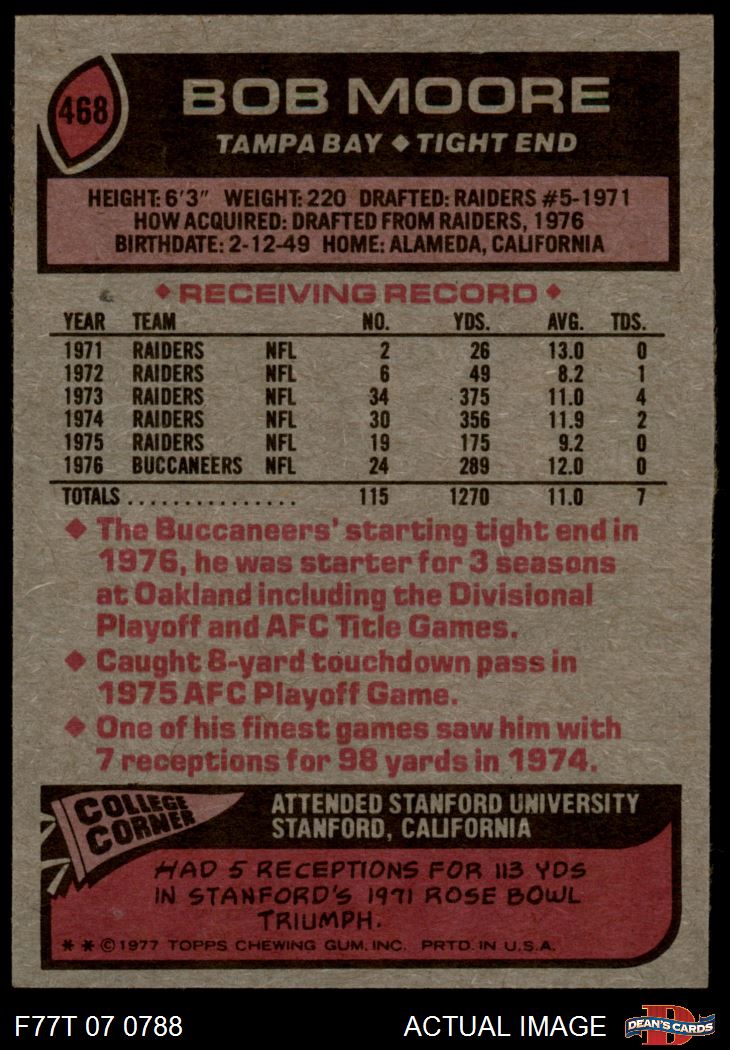 468
BOB MOORE
TAMPA BAY ◆ TIGHT END
HEIGHT: 6'3" WEIGHT: 220 DRAFTED: RAIDERS #5-1971
HOW ACQUIRED: DRAFTED FROM RAIDERS, 1976
BIRTHDATE: 2-12-49 HOME: ALAMEDA, CALIFORNIA
◆ RECEIVING RECORD ◆
YEAR TEAM NO. YDS. AVG. TDS.
1971 RAIDERS NFL 2 26 13.0 0
1972 RAIDERS NFL 6 49 8.2 1
1973 RAIDERS NFL 34 375 11.0 4
1974 RAIDERS NFL 30 356 11.9 2
1975 RAIDERS NFL 19 175 9.2 0
1976 BUCCANEERS NFL 24 289 12.0 0
TOTALS................ 115 1270 11.0 7
◆ The Buccaneers' starting tight end in
1976, he was starter for 3 seasons
at Oakland including the Divisional
Playoff and AFC Title Games.
◆ Caught 8-yard touchdown pass in
1975 AFC Playoff Game.
◆ One of his finest games saw him with
7 receptions for 98 yards in 1974.
COLLEGE
CORNER
ATTENDED STANFORD UNIVERSITY
STANFORD, CALIFORNIA
HAD 5 RECEPTIONS FOR 113 YDS
IN STANFORD'S 1971 ROSE BOWL
TRIUMPH.
* * © 1977 TOPPS CHEWING GUM, INC. PRTD. IN U.S.A.
F77T 07 0788
ACTUAL IMAGE
D
DEAN'S CARDS